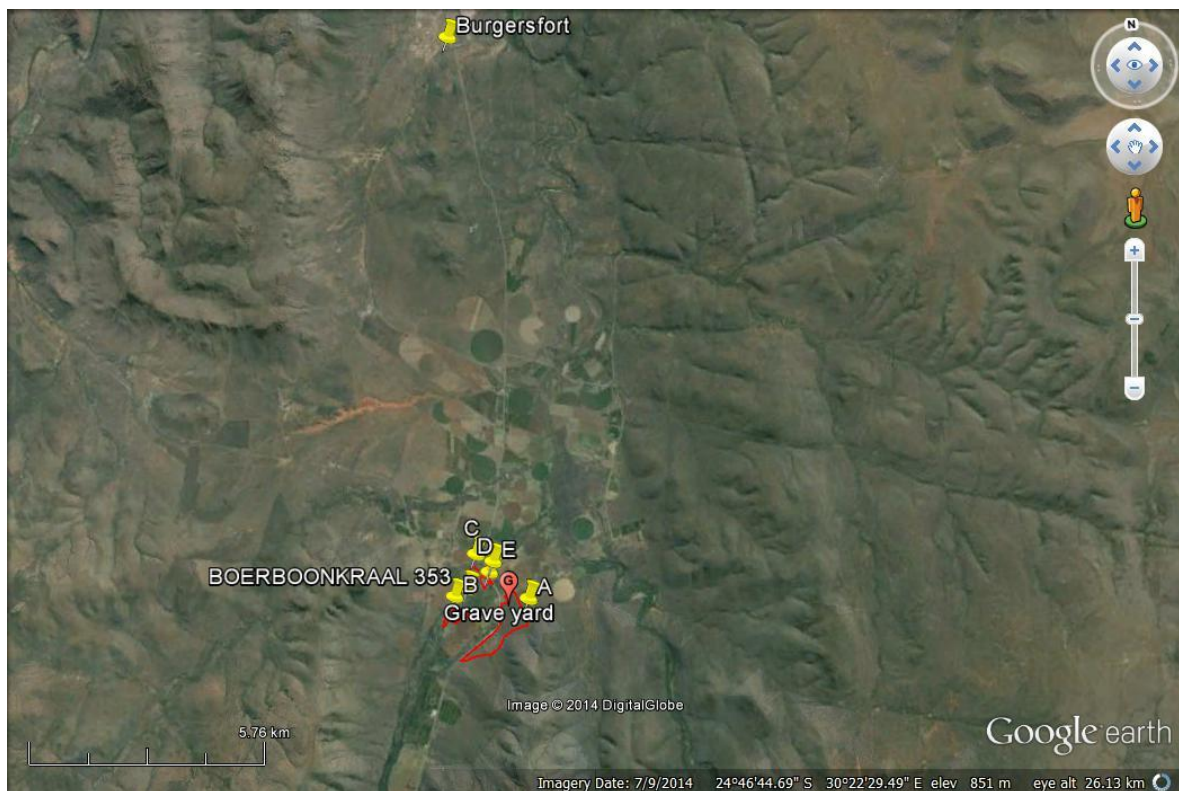 Burgersfort
N
C
D
E
BOERBOONKRAAL 353
B
G
A
Grave yard
Image © 2014 DigitalGlobe
5.76 km
Google earth
Imagery Date: 7/9/2014 24°46'44.69" S 30°22'29.49" E elev 851 m eye alt 26.13 km